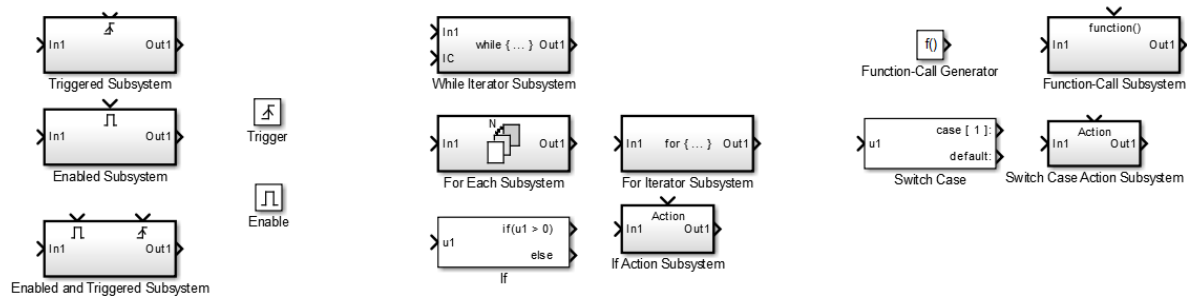 In1 Out1
Triggered Subsystem
In1 Out1
Enabled Subsystem
In1 Out1
Enabled and Triggered Subsystem
Trigger
Enable
In1
while { ... } Out1
IC
While Iterator Subsystem
N
In1 Out1
For Each Subsystem
In1 for { ... } Out1
For Iterator Subsystem
if(u1 > 0)
u1
else
If
Action
In1 Out1
If Action Subsystem
f()
Function-Call Generator
function()
In1 Out1
Function-Call Subsystem
case [ 1 ]:
u1
default:
Switch Case
Action
In1 Out1
Switch Case Action Subsystem